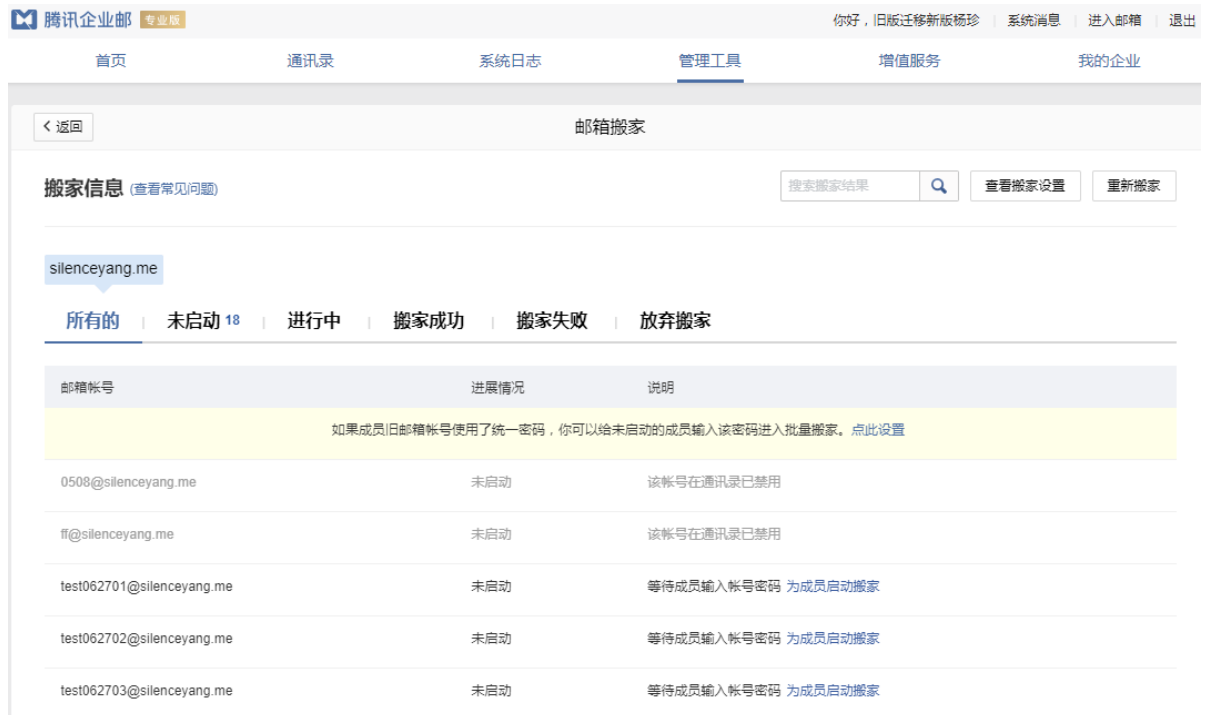 腾讯企业邮 专业版 你好，旧版迁移新版杨珍 系统消息 进入邮箱 退出
首页 通讯录 系统日志 管理工具 增值服务 我的企业
返回 邮箱搬家
搬家信息 (查看常见问题) 搜索搬家结果 查看搬家设置 重新搬家
silenceyang.me
所有的 未启动 18 进行中 搬家成功 搬家失败 放弃搬家
邮箱帐号 进展情况 说明
如果成员旧邮箱帐号使用了统一密码，你可以给未启动的成员输入该密码进入批量搬家。点此设置
0508@silenceyang.me 未启动 该帐号在通讯录已禁用
ff@silenceyang.me 未启动 该帐号在通讯录已禁用
test062701@silenceyang.me 未启动 等待成员输入帐号密码 为成员启动搬家
test062702@silenceyang.me 未启动 等待成员输入帐号密码 为成员启动搬家
test062703@silenceyang.me 未启动 等待成员输入帐号密码 为成员启动搬家